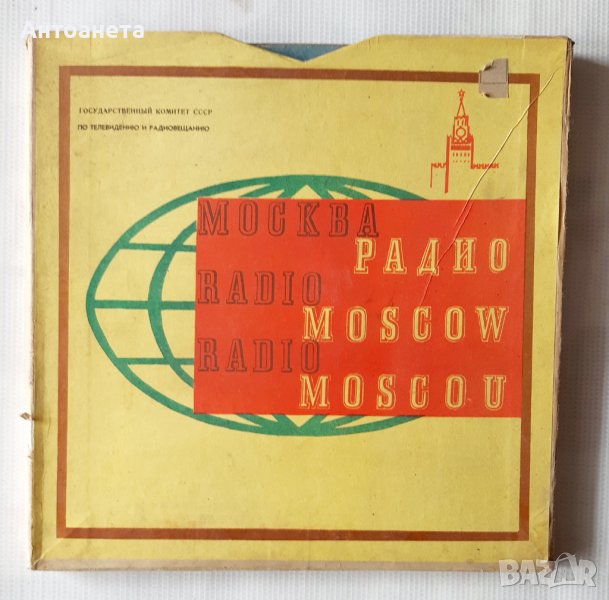 Антоанета
ГОСУДАРСТВЕННЫЙ КОМИТЕТ СССР
ПО ТЕЛЕВИДЕНИЮ И РАДИОВЕЩАНИЮ
МОСКВА
РАДИО
RADIO
MOSCOW
RADIO
MOSCOU
BAZAR